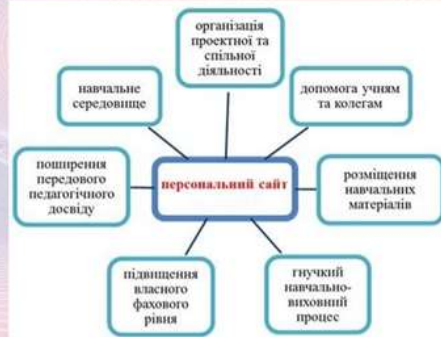 організація
проектної та
спільної
діяльності
навчальне
середовище
допомога учням
та колегам
поширення
передового
педагогічного
досвіду
персональний сайт
розміщення
навчальних
матеріалів
підвищення
власного
фахового
рівня
гнучкий
навчально-
виховний
процес